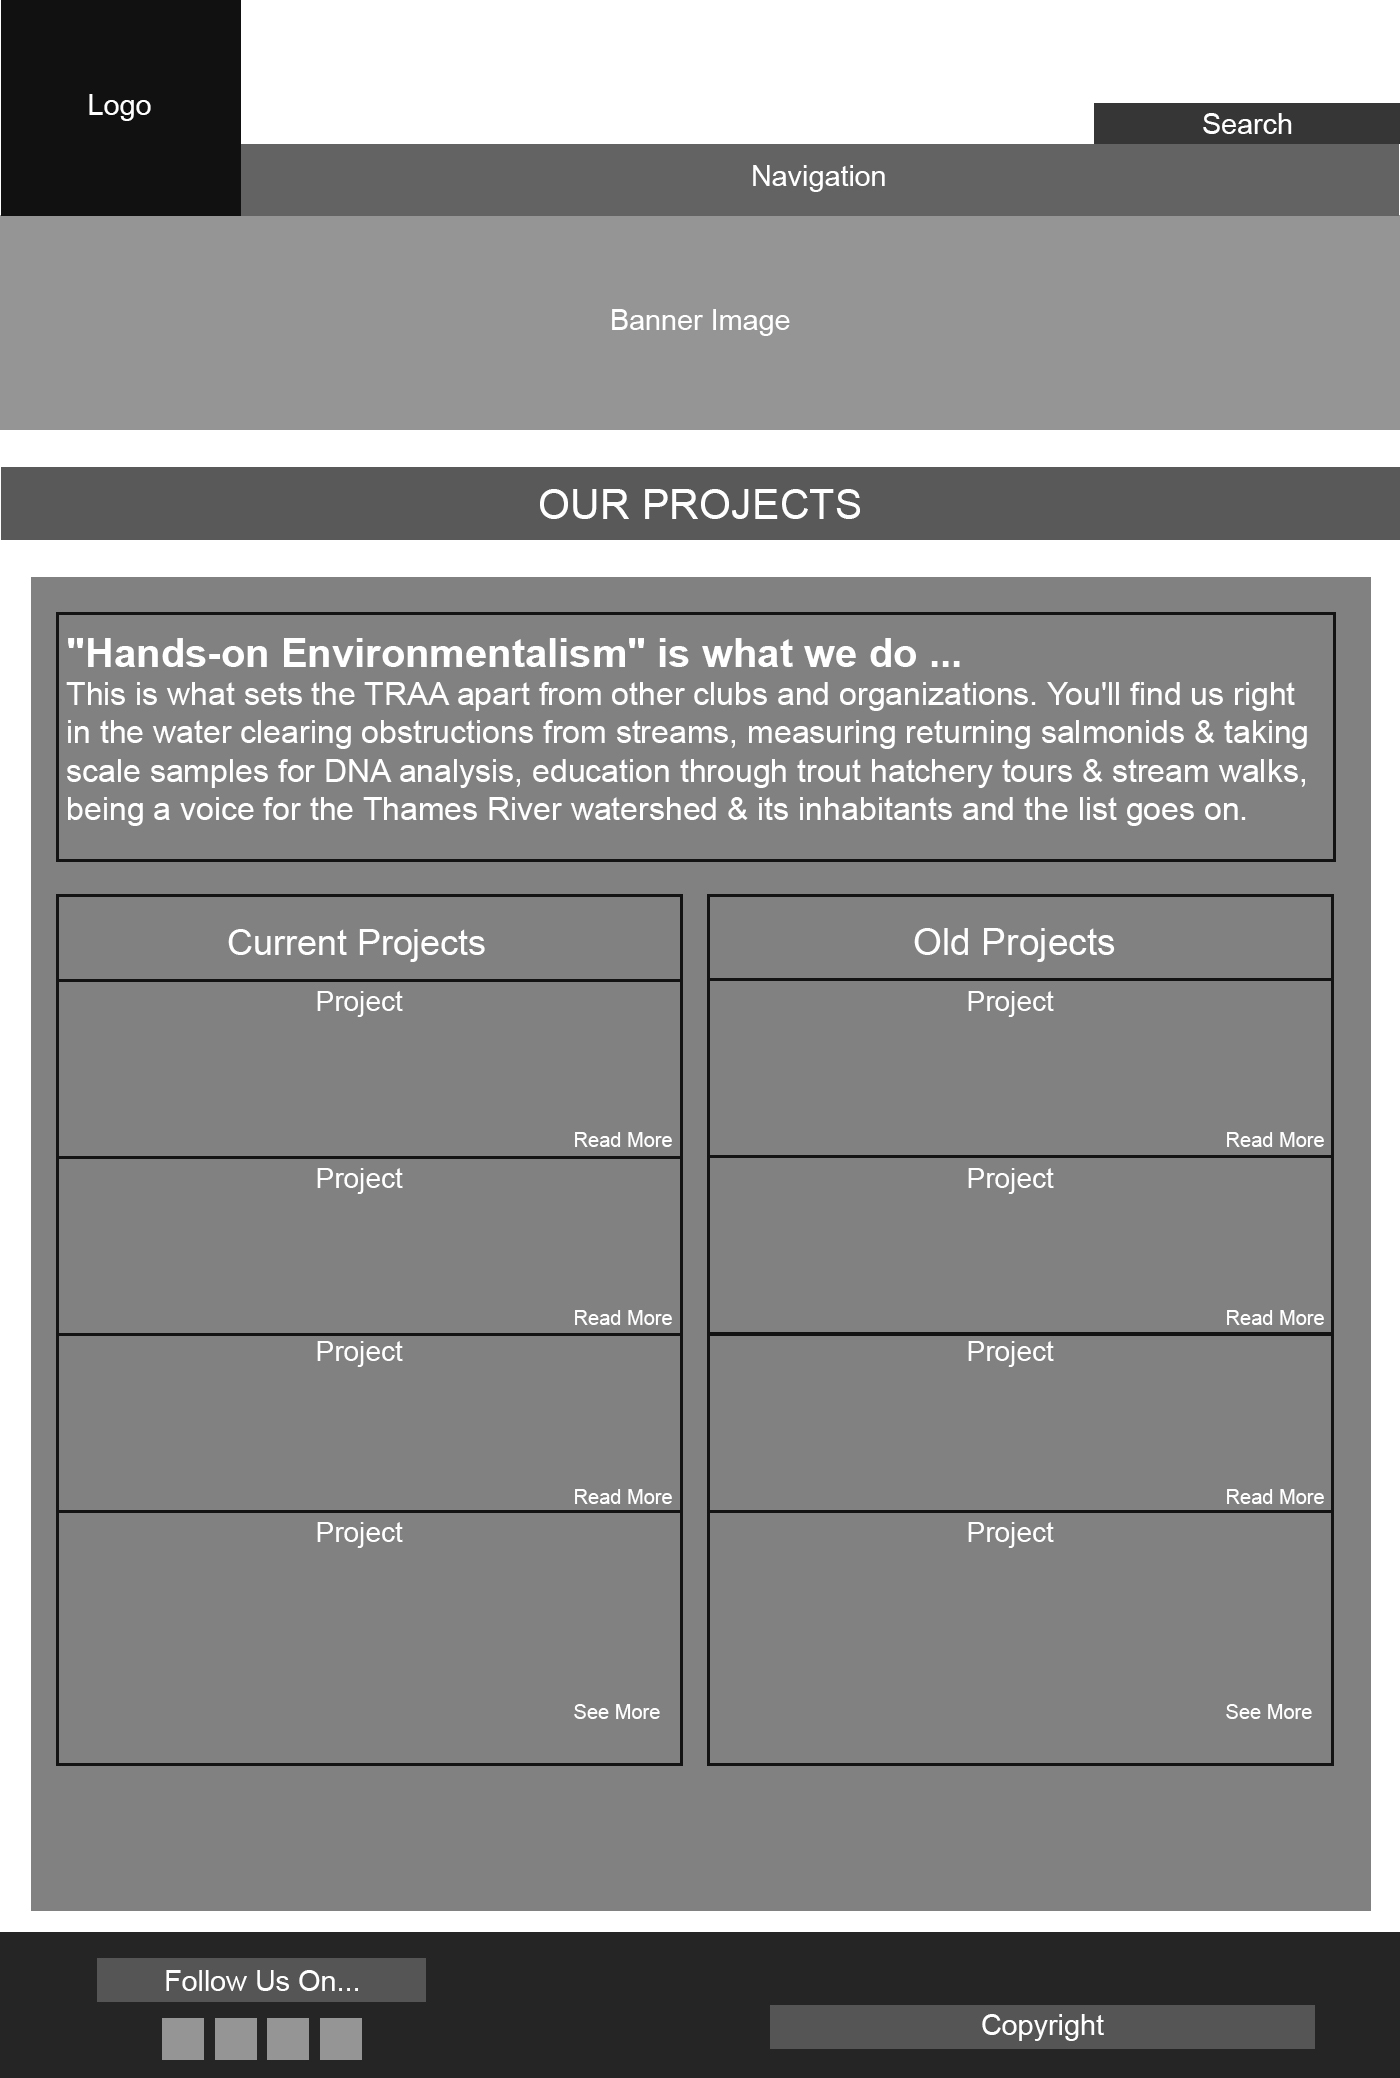 Logo
Search
Navigation
Banner Image
OUR PROJECTS
"Hands-on Environmentalism" is what we do ...
This is what sets the TRAA apart from other clubs and organizations. You'll find us right
in the water clearing obstructions from streams, measuring returning salmonids & taking
scale samples for DNA analysis, education through trout hatchery tours & stream walks,
being a voice for the Thames River watershed & its inhabitants and the list goes on.
Current Projects
Project
Read More
Project
Read More
Project
Read More
Project
See More
Old Projects
Project
Read More
Project
Read More
Project
Read More
Project
See More
Follow Us On...
Copyright